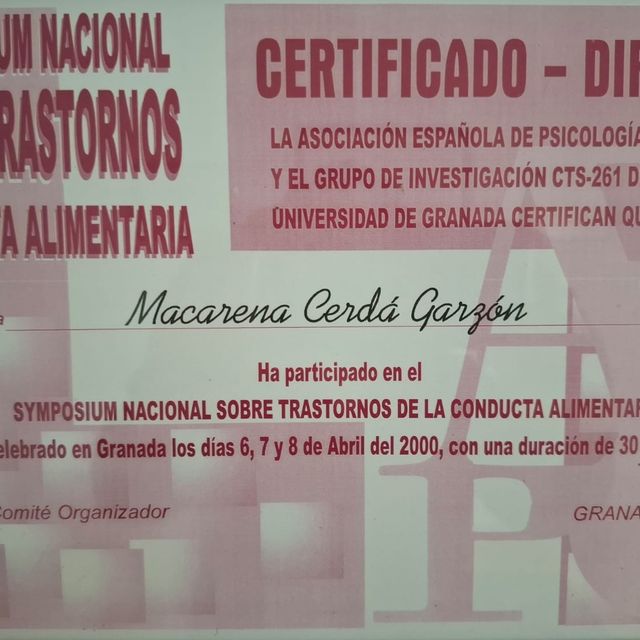 UM NACIONAL
RASTORNOS
TA ALIMENTARIA
CERTIFICADO – DI
LA ASOCIACIÓN ESPAÑOLA DE PSICOLOGÍA
Y EL GRUPO DE INVESTIGACIÓN CTS-261 D
UNIVERSIDAD DE GRANADA CERTIFICAN QU
Macarena Cerdá Garzón
Ha participado en el
SYMPOSIUM NACIONAL SOBRE TRASTORNOS DE LA CONDUCTA ALIMENTAR
elebrado en Granada los días 6, 7 y 8 de Abril del 2000, con una duración de 30
Comité Organizador
GRANA